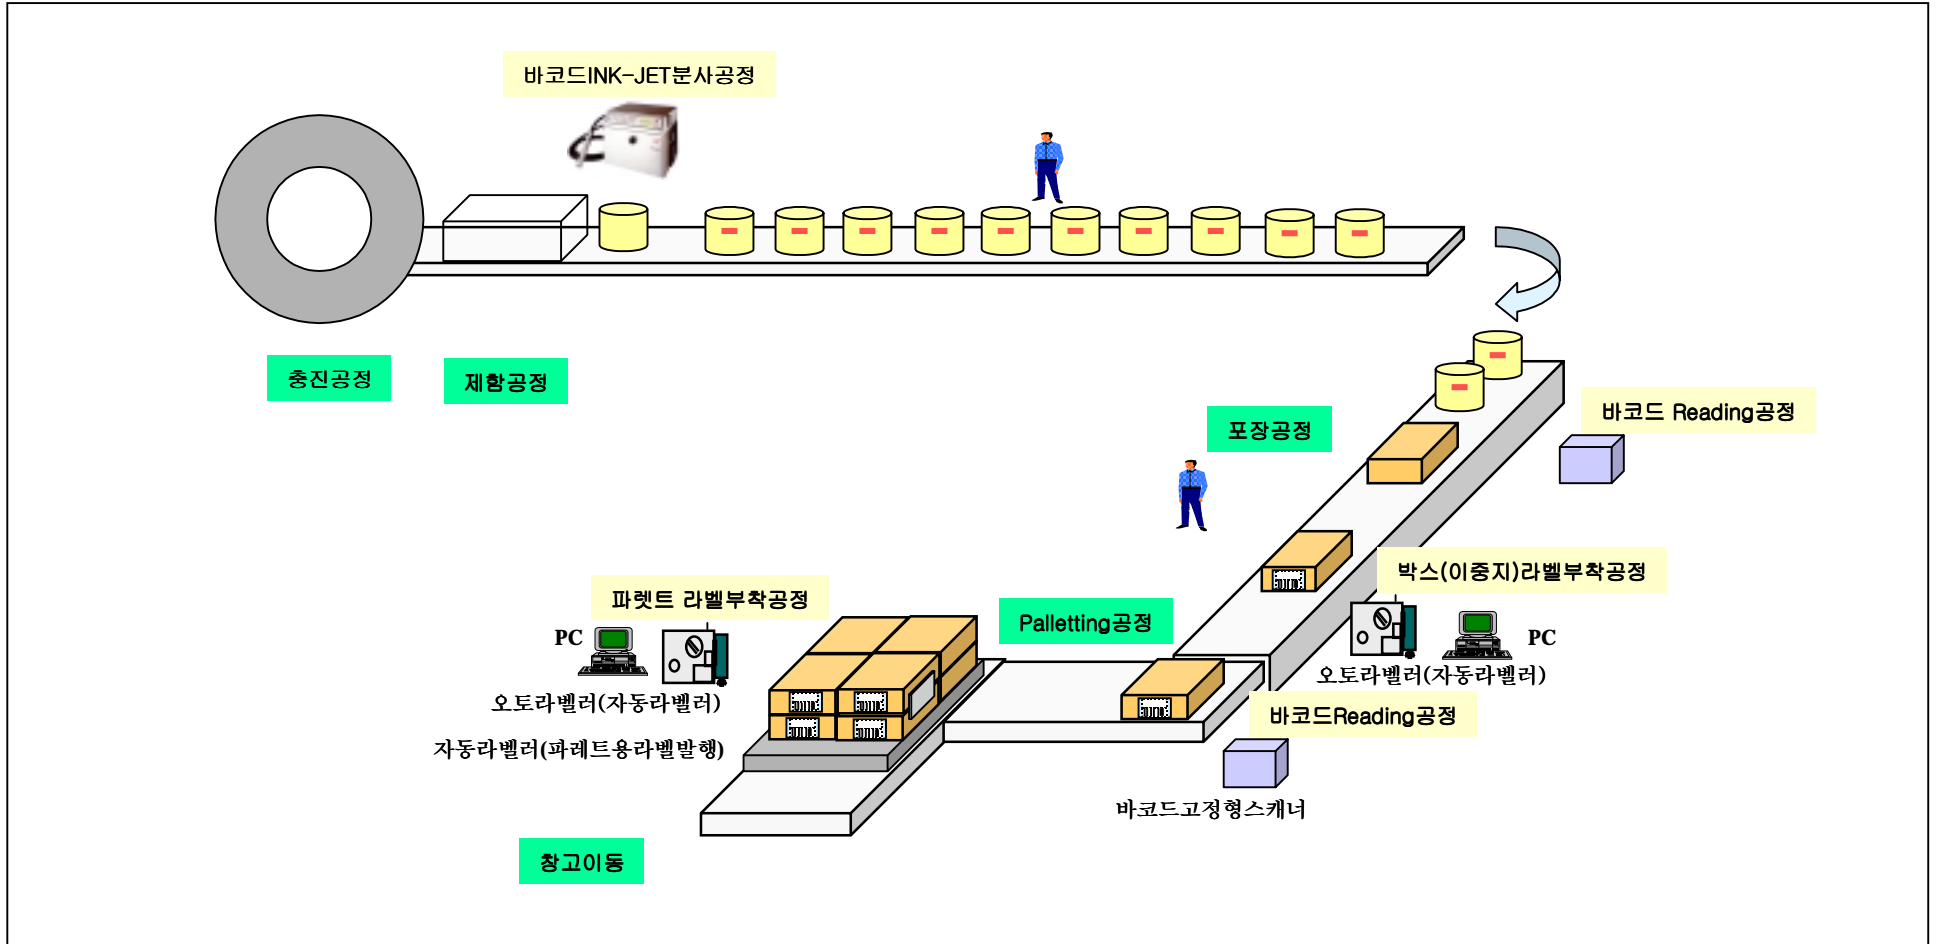 바코드INK-JET분사공정
충진공정
제함공정
바코드 Reading공정
포장공정
박스(이중지)라벨부착공정
파렛트 라벨부착공정
Palletting공정
PC
PC
오토라벨러(자동라벨러)
오토라벨러(자동라벨러)
바코드Reading공정
자동라벨러(파레트용라벨발행)
바코드고정형스캐너
창고이동